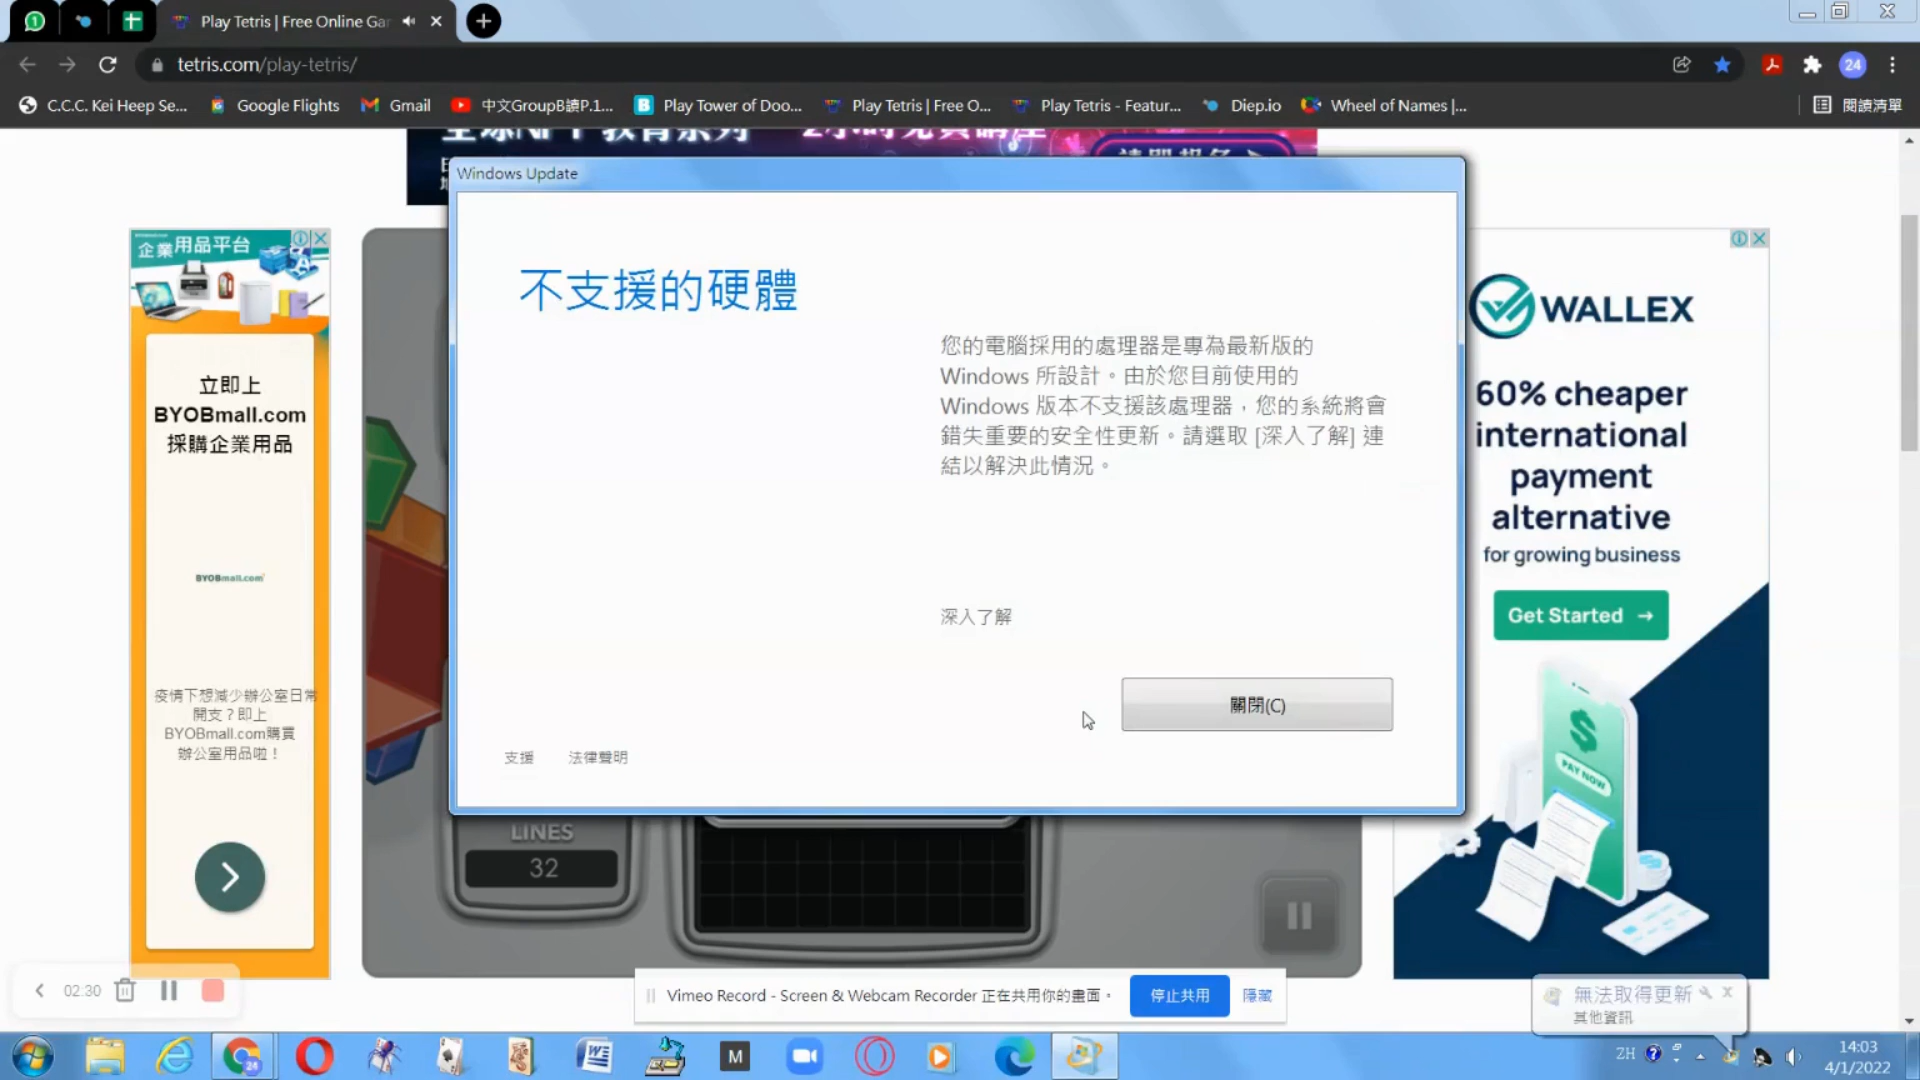 Play Tetris | Free Online Gar
tetris.com/play-tetris/
24
C.C.C. Kei Heep Se...
Google Flights
Gmail
中文GroupB讀P.1...
Play Tower of Doo...
Play Tetris | Free O...
Play Tetris - Featur...
Diep.io
Wheel of Names |...
閱讀清單
Windows Update
不支援的硬體
您的電腦採用的處理器是專為最新版的
Windows 所設計。由於您目前使用的
Windows 版本不支援該處理器，您的系統將會
錯失重要的安全性更新。請選取 [深入了解] 連
結以解決此情況。
深入了解
關閉(C)
支援
法律聲明
企業用品平台
立即上
BYOBmall.com
採購企業用品
BYOBmall.com
疫情下想減少辦公室日常
開支？即上
BYOBmall.com購買
辦公室用品啦！
WALLEX
60% cheaper
international
payment
alternative
for growing business
Get Started →
PAY NOW
LINES
32
02:30
Vimeo Record - Screen & Webcam Recorder 正在共用你的畫面。
停止共用
隱藏
無法取得更新
其他資訊
ZH
14:03
4/1/2022